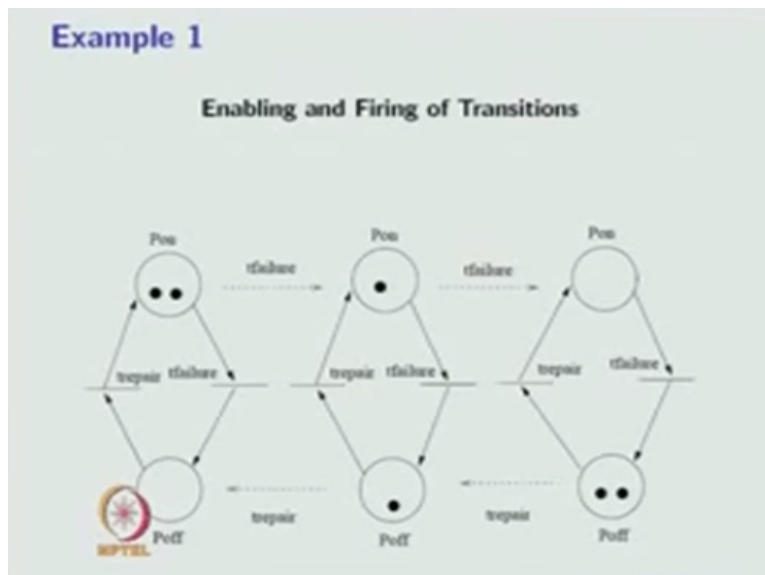 Example 1
Enabling and Firing of Transitions
Pon
Pon
Pon
tfailure
tfailure
trepair tfailure
trepair tfailure
trepair
tfailure
trepair
trepair
Poff
Poff
Poff
NPTEL